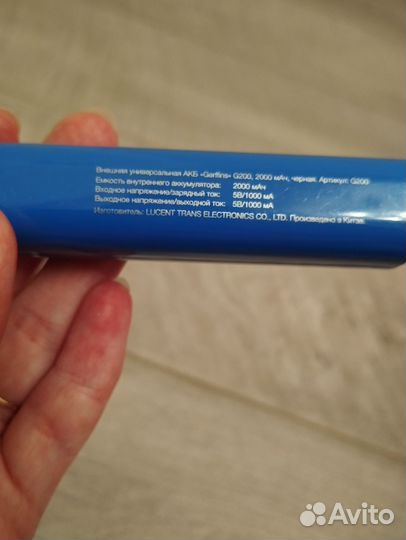 Внешняя универсальная АКБ «Gerffins» G200, 2000 мАч, черная. Артикул: G200
Емкость внутреннего аккумулятора: 2000 мАч
Входное напряжение/зарядный ток: 5В/1000 мА
Выходное напряжение/выходной ток: 5В/1000 мА
Изготовитель: LUCENT TRANS ELECTRONICS CO., LTD. Произведено в Китае.
Avito